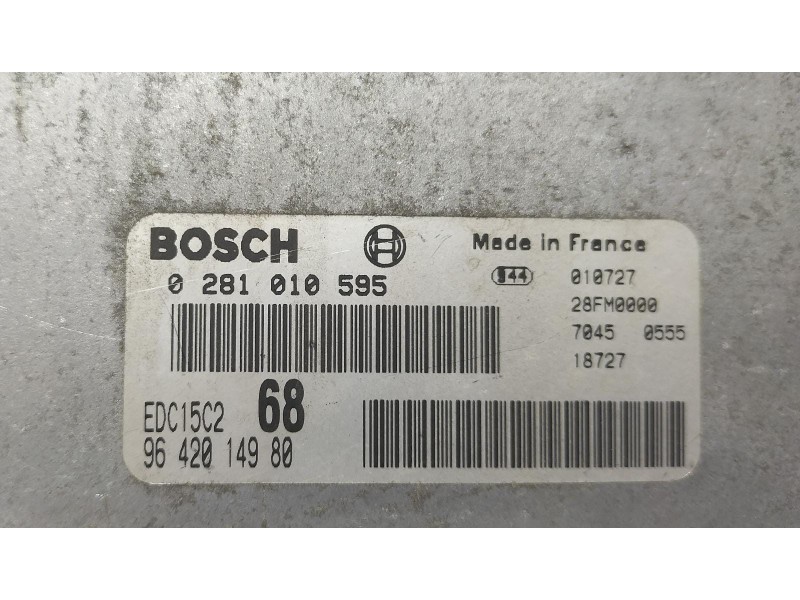 BOSCH
Made in France
0 281 010 595
010727
28FM0000
7045 0555
18727
EDC15C2 68
96 420 149 80